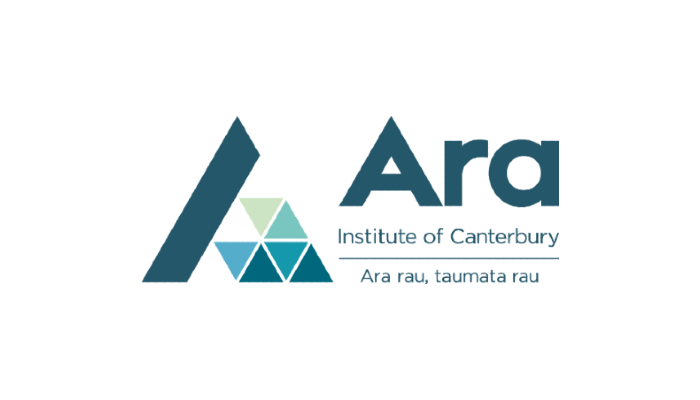 Ara
Institute of Canterbury
Ara rau, taumata rau